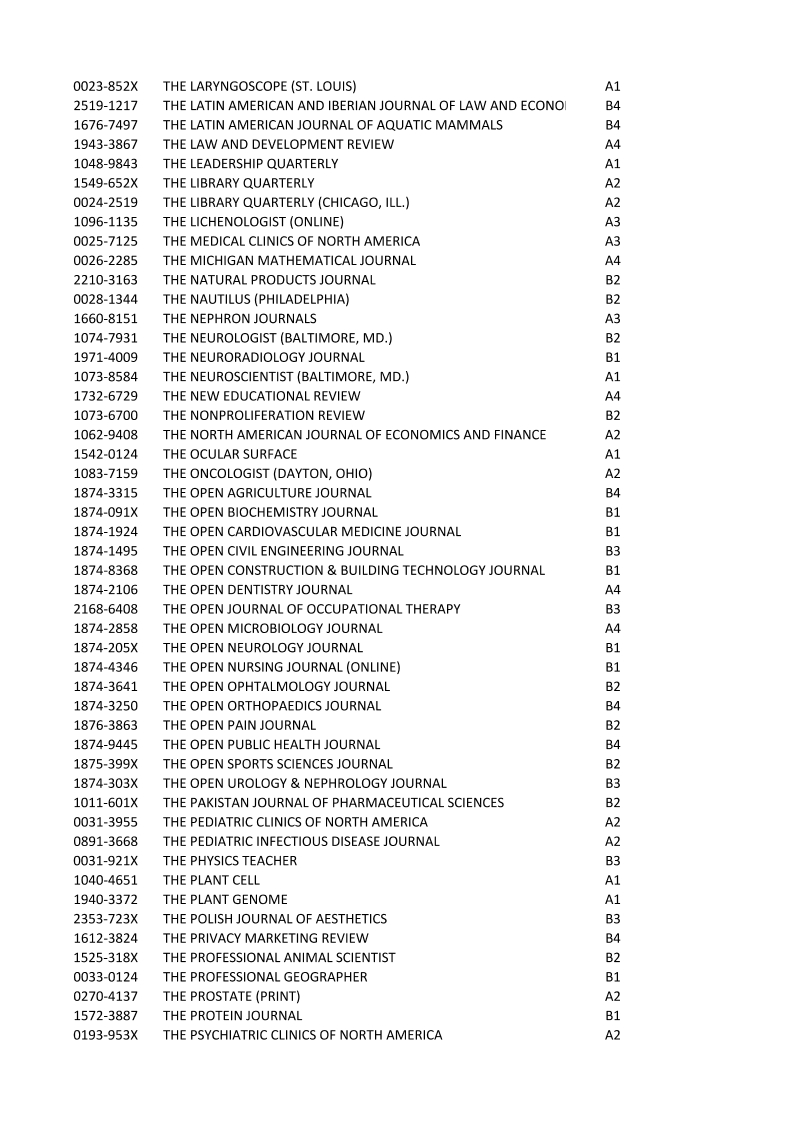 0023-852X THE LARYNGOSCOPE (ST. LOUIS) A1
2519-1217 THE LATIN AMERICAN AND IBERIAN JOURNAL OF LAW AND ECONO B4
1676-7497 THE LATIN AMERICAN JOURNAL OF AQUATIC MAMMALS B4
1943-3867 THE LAW AND DEVELOPMENT REVIEW A4
1048-9843 THE LEADERSHIP QUARTERLY A1
1549-652X THE LIBRARY QUARTERLY A2
0024-2519 THE LIBRARY QUARTERLY (CHICAGO, ILL.) A2
1096-1135 THE LICHENOLOGIST (ONLINE) A3
0025-7125 THE MEDICAL CLINICS OF NORTH AMERICA A3
0026-2285 THE MICHIGAN MATHEMATICAL JOURNAL A4
2210-3163 THE NATURAL PRODUCTS JOURNAL B2
0028-1344 THE NAUTILUS (PHILADELPHIA) B2
1660-8151 THE NEPHRON JOURNALS A3
1074-7931 THE NEUROLOGIST (BALTIMORE, MD.) B2
1971-4009 THE NEURORADIOLOGY JOURNAL B1
1073-8584 THE NEUROSCIENTIST (BALTIMORE, MD.) A1
1732-6729 THE NEW EDUCATIONAL REVIEW A4
1073-6700 THE NONPROLIFERATION REVIEW B2
1062-9408 THE NORTH AMERICAN JOURNAL OF ECONOMICS AND FINANCE A2
1542-0124 THE OCULAR SURFACE A1
1083-7159 THE ONCOLOGIST (DAYTON, OHIO) A2
1874-3315 THE OPEN AGRICULTURE JOURNAL B4
1874-091X THE OPEN BIOCHEMISTRY JOURNAL B1
1874-1924 THE OPEN CARDIOVASCULAR MEDICINE JOURNAL B1
1874-1495 THE OPEN CIVIL ENGINEERING JOURNAL B3
1874-8368 THE OPEN CONSTRUCTION & BUILDING TECHNOLOGY JOURNAL B1
1874-2106 THE OPEN DENTISTRY JOURNAL A4
2168-6408 THE OPEN JOURNAL OF OCCUPATIONAL THERAPY B3
1874-2858 THE OPEN MICROBIOLOGY JOURNAL A4
1874-205X THE OPEN NEUROLOGY JOURNAL B1
1874-4346 THE OPEN NURSING JOURNAL (ONLINE) B1
1874-3641 THE OPEN OPHTALMOLOGY JOURNAL B2
1874-3250 THE OPEN ORTHOPAEDICS JOURNAL B4
1876-3863 THE OPEN PAIN JOURNAL B2
1874-9445 THE OPEN PUBLIC HEALTH JOURNAL B4
1875-399X THE OPEN SPORTS SCIENCES JOURNAL B2
1874-303X THE OPEN UROLOGY & NEPHROLOGY JOURNAL B3
1011-601X THE PAKISTAN JOURNAL OF PHARMACEUTICAL SCIENCES B2
0031-3955 THE PEDIATRIC CLINICS OF NORTH AMERICA A2
0891-3668 THE PEDIATRIC INFECTIOUS DISEASE JOURNAL A2
0031-921X THE PHYSICS TEACHER B3
1040-4651 THE PLANT CELL A1
1940-3372 THE PLANT GENOME A1
2353-723X THE POLISH JOURNAL OF AESTHETICS B3
1612-3824 THE PRIVACY MARKETING REVIEW B4
1525-318X THE PROFESSIONAL ANIMAL SCIENTIST B2
0033-0124 THE PROFESSIONAL GEOGRAPHER B1
0270-4137 THE PROSTATE (PRINT) A2
1572-3887 THE PROTEIN JOURNAL B1
0193-953X THE PSYCHIATRIC CLINICS OF NORTH AMERICA A2